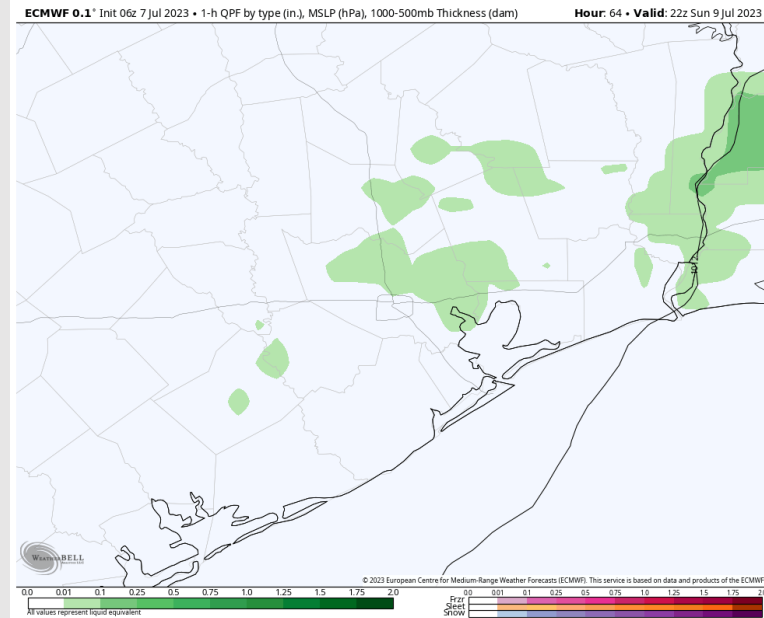 ECMWF 0.1° Init 06z 7 Jul 2023 • 1-h QPF by type (in.), MSLP (hPa), 1000-500mb Thickness (dam)
Hour: 64 • Valid: 22z Sun 9 Jul 2023
WeatherBELL
© 2023 European Centre for Medium-Range Weather Forecasts (ECMWF). This service is based on data and products of the ECMWF
0.0 0.01 0.1 0.25 0.5 0.75 1.0 1.25 1.5 1.75 2.0
All values represent liquid equivalent
0.0 0.01 0.1 0.25 0.5 0.75 1.0 1.25 1.5 1.75 2.0
Frzr
Sleet
Snow